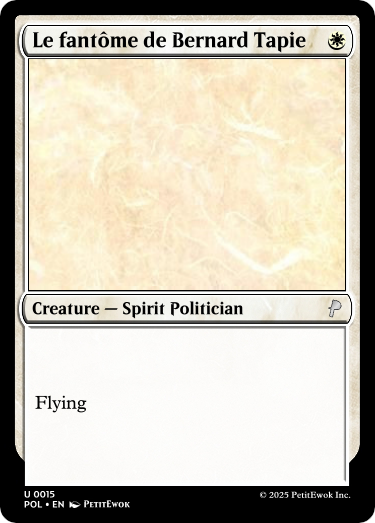 Le fantôme de Bernard Tapie
Creature — Spirit Politician
Flying
U 0015
POL • EN PETITEWOK
© 2025 PetitEwok Inc.